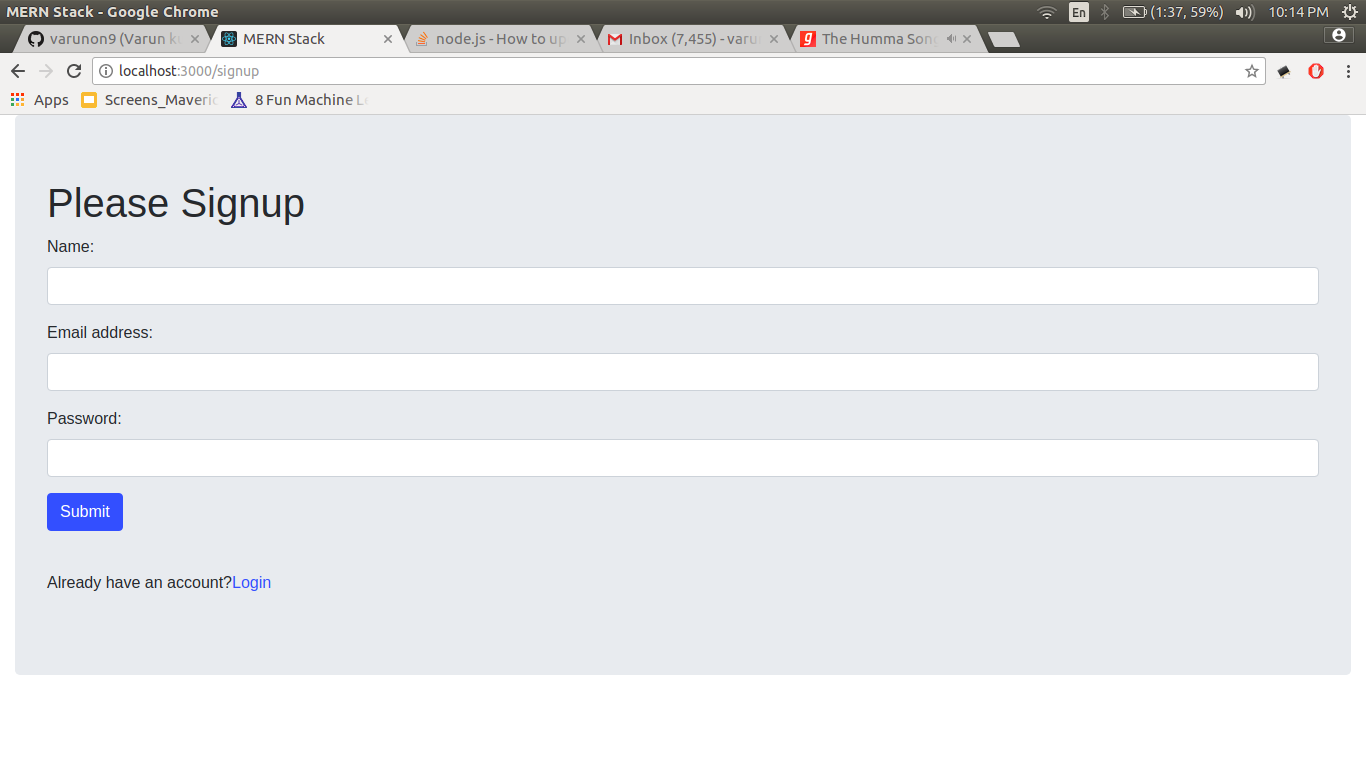 MERN Stack - Google Chrome
En
(1:37, 59%)
10:14 PM
varunon9 (Varun
MERN Stack
node.js - How to up
Inbox (7,455) - varu
The Humma Song
localhost:3000/signup
Apps
Screens_Maveric
8 Fun Machine Le
Please Signup
Name:
Email address:
Password:
Submit
Already have an account?Login